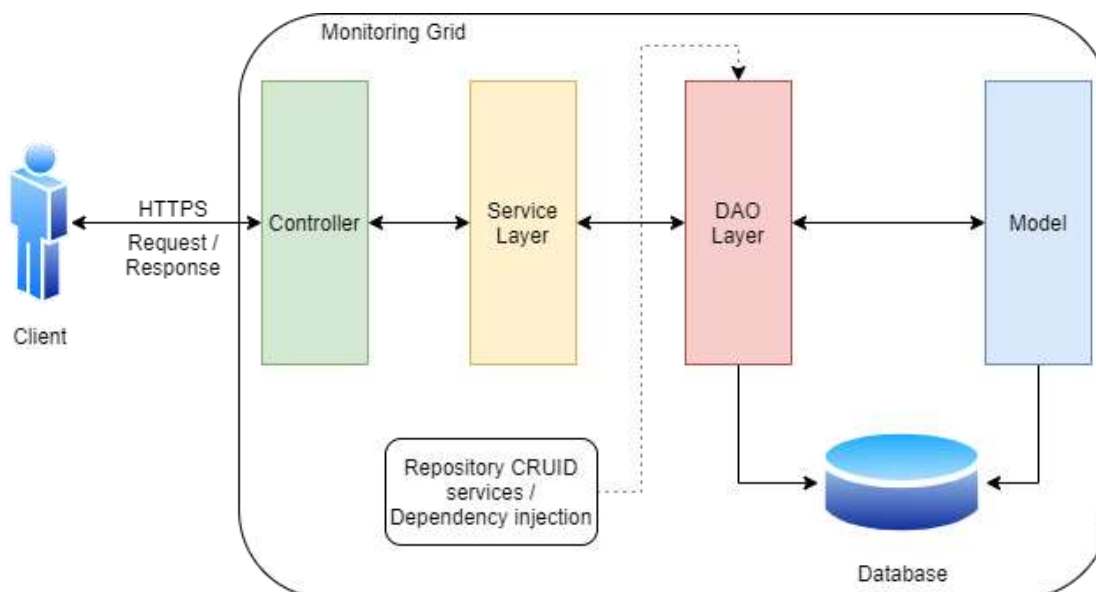 Monitoring Grid
HTTPS
Request /
Response
Client
Controller
Service
Layer
DAO
Layer
Model
Repository CRUID
services /
Dependency injection
Database